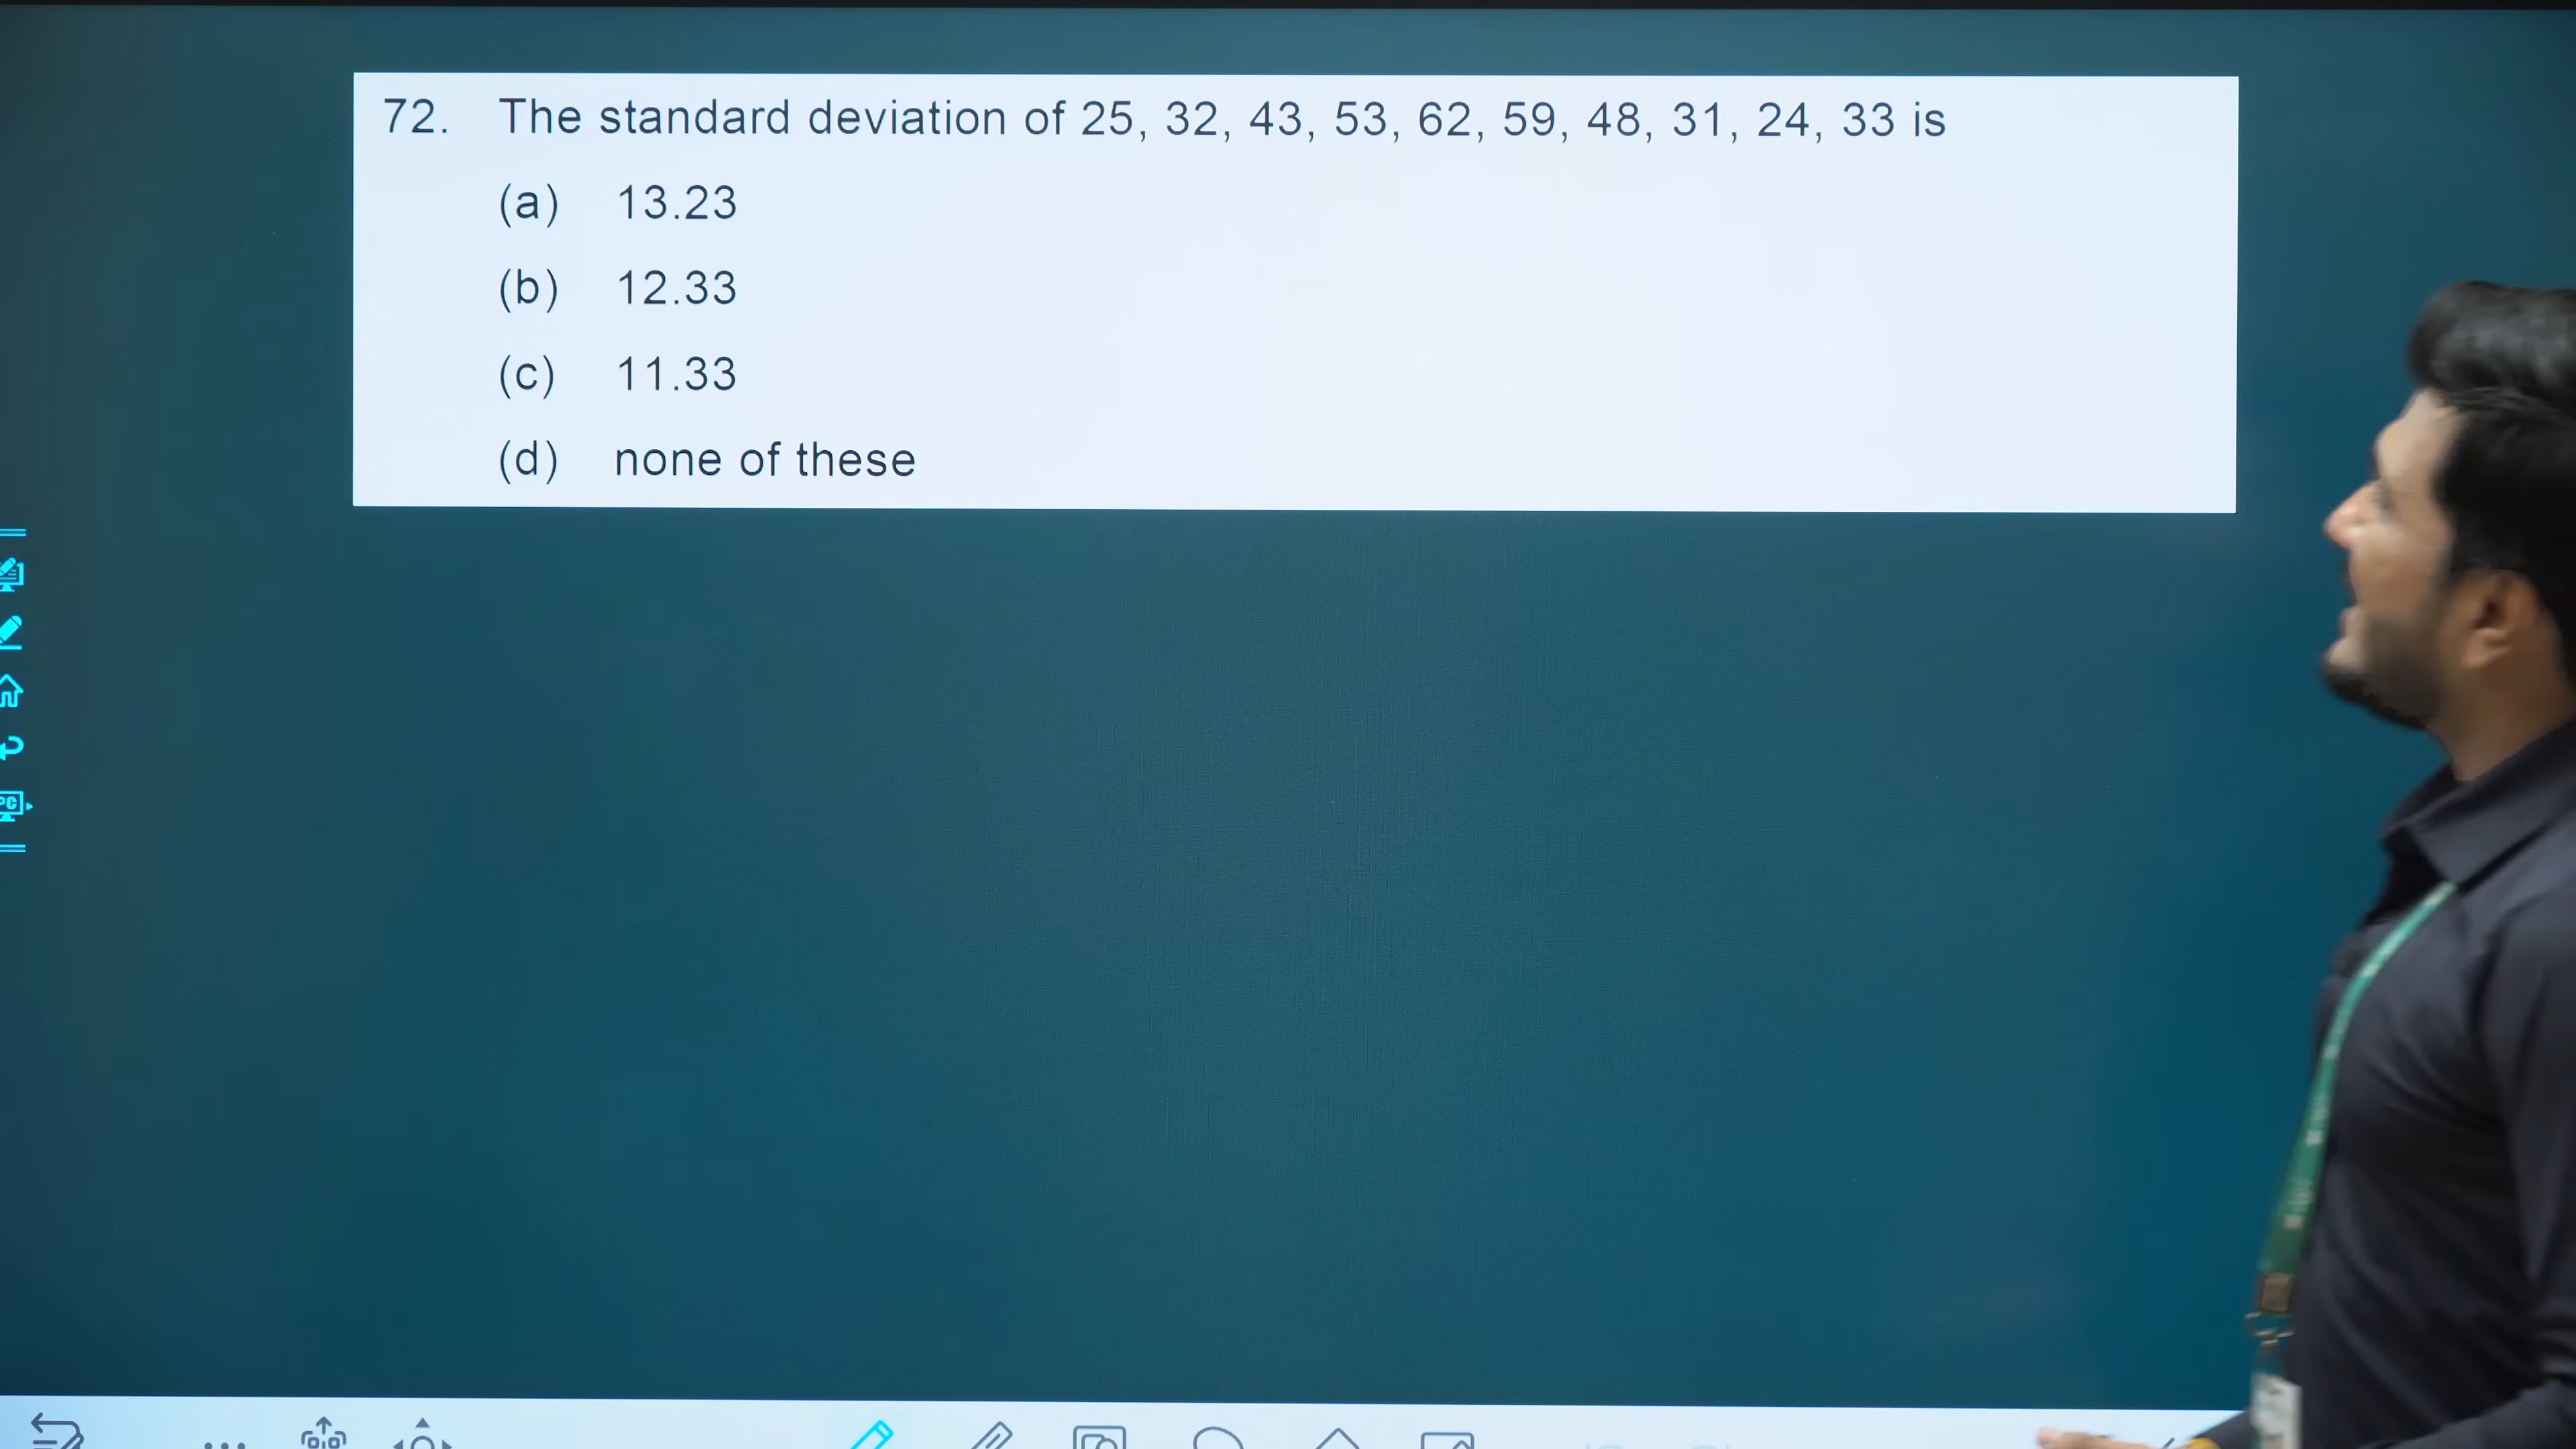 72. The standard deviation of 25, 32, 43, 53, 62, 59, 48, 31, 24, 33 is
(a) 13.23
(b) 12.33
(c) 11.33
(d) none of these